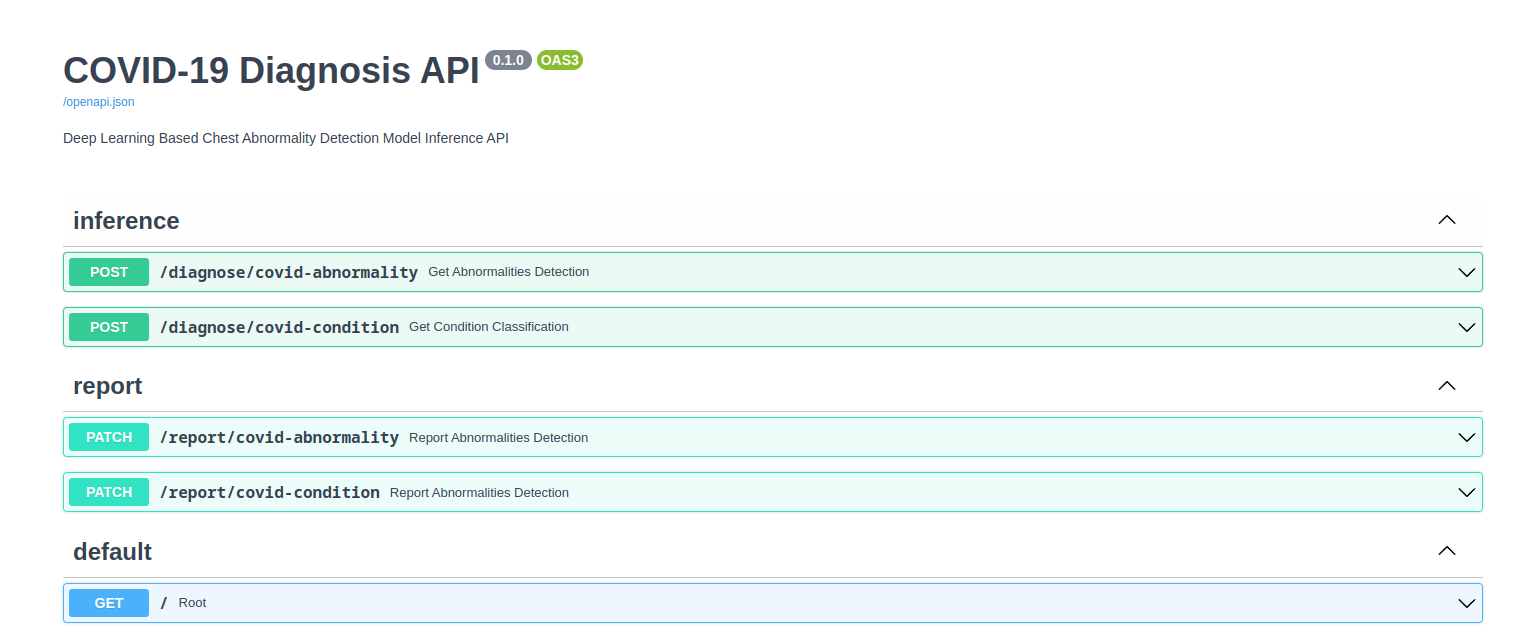 COVID-19 Diagnosis API 0.1.0 OAS3
/openapi.json
Deep Learning Based Chest Abnormality Detection Model Inference API
inference
POST /diagnose/covid-abnormality Get Abnormalities Detection
POST /diagnose/covid-condition Get Condition Classification
report
PATCH /report/covid-abnormality Report Abnormalities Detection
PATCH /report/covid-condition Report Abnormalities Detection
default
GET / Root